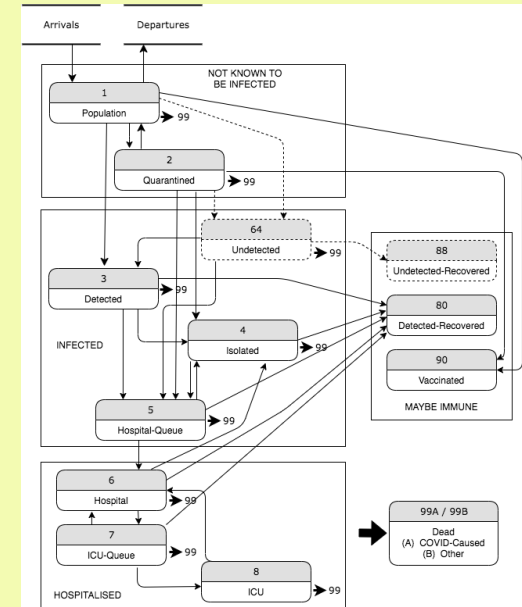 Arrivals
Departures
NOT KNOWN TO
BE INFECTED
1
Population
99
2
Quarantined
99
64
Undetected
99
88
Undetected-Recovered
3
Detected
99
80
Detected-Recovered
4
Isolated
99
INFECTED
90
Vaccinated
MAYBE IMMUNE
5
Hospital-Queue
99
6
Hospital
99
7
ICU-Queue
99
8
ICU
99
HOSPITALISED
99A / 99B
Dead
(A) COVID-Caused
(B) Other